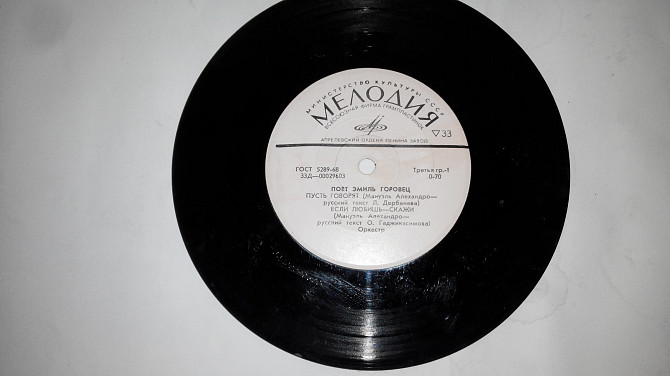 МИНИСТЕРСТВО КУЛЬТУРЫ СССР
МЕЛОДИЯ
ВСЕСОЮЗНАЯ ФИРМА ГРАМПЛАСТИНОК
▽33
АПРЕЛЕВСКИЙ ОРДЕНА ЛЕНИНА ЗАВОД
ГОСТ 5289-68 Третья гр.-1
33Д—00029603 0-70
ПОЕТ ЭМИЛЬ ГОРОВЕЦ
ПУСТЬ ГОВОРЯТ (Мануэль Алехандро—
русский текст Л. Дербенева)
ЕСЛИ ЛЮБИШЬ—СКАЖИ
(Мануэль Алехандро—
русский текст О. Гаджикасимова)
Оркестр